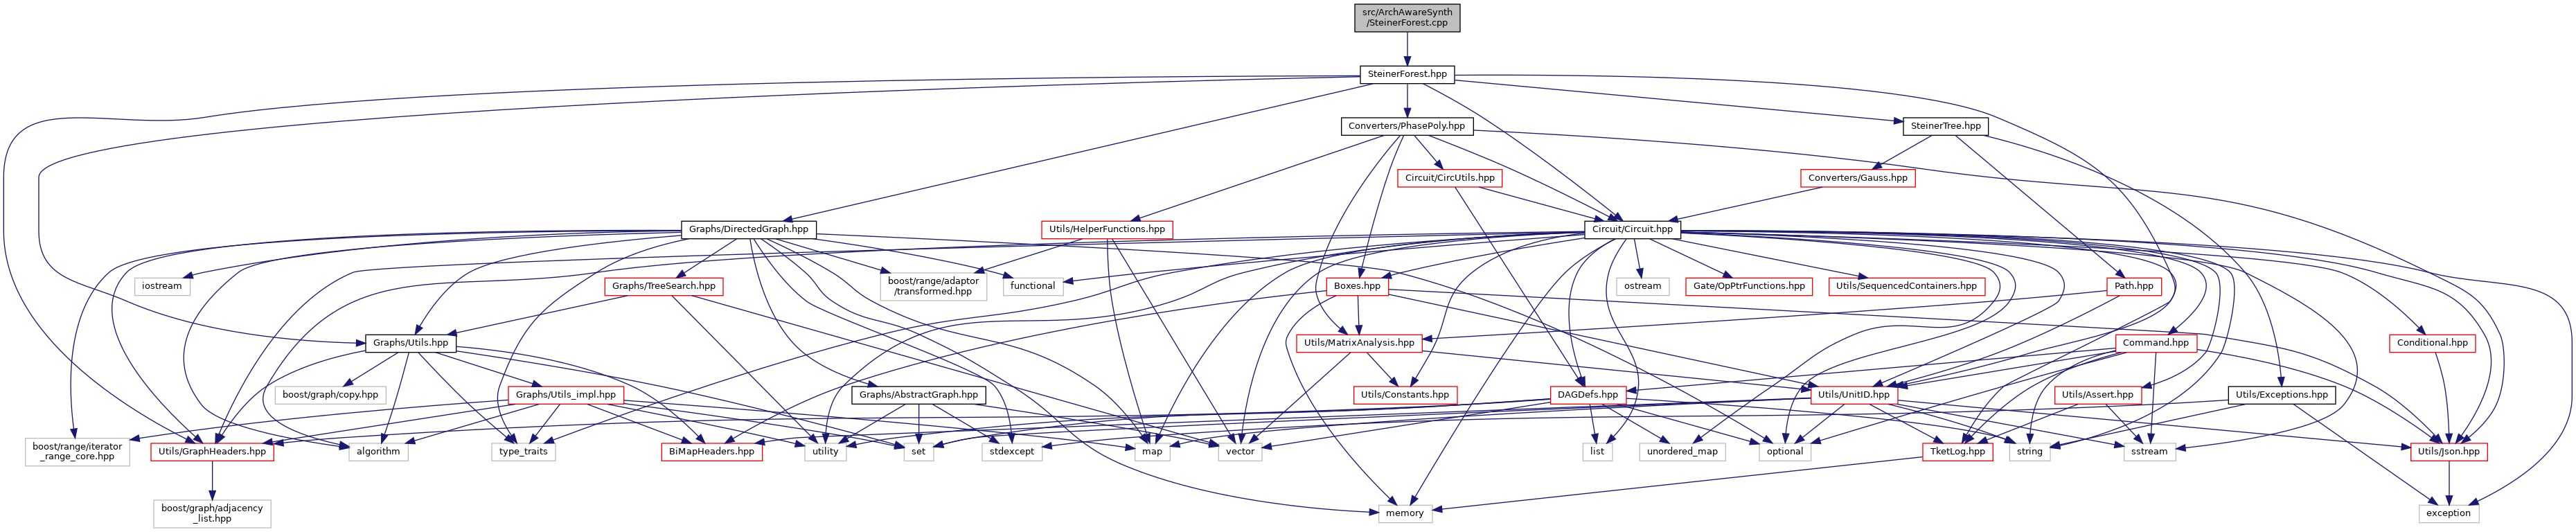 src/ArchAwareSynth
/SteinerForest.cpp
SteinerForest.hpp
Converters/PhasePoly.hpp
SteinerTree.hpp
Circuit/CircUtils.hpp
Converters/Gauss.hpp
Graphs/DirectedGraph.hpp
Utils/HelperFunctions.hpp
Circuit/Circuit.hpp
iostream
Graphs/TreeSearch.hpp
boost/range/adaptor
/transformed.hpp
functional
Boxes.hpp
ostream
Gate/OpPtrFunctions.hpp
Utils/SequencedContainers.hpp
Path.hpp
Graphs/Utils.hpp
Utils/MatrixAnalysis.hpp
Command.hpp
Conditional.hpp
boost/graph/copy.hpp
Graphs/Utils_impl.hpp
Graphs/AbstractGraph.hpp
Utils/Constants.hpp
DAGDefs.hpp
Utils/UnitID.hpp
Utils/Assert.hpp
Utils/Exceptions.hpp
boost/range/iterator
_range_core.hpp
Utils/GraphHeaders.hpp
algorithm
type_traits
BiMapHeaders.hpp
utility
set
stdexcept
map
vector
list
unordered_map
optional
TketLog.hpp
string
sstream
Utils/Json.hpp
boost/graph/adjacency
_list.hpp
memory
exception